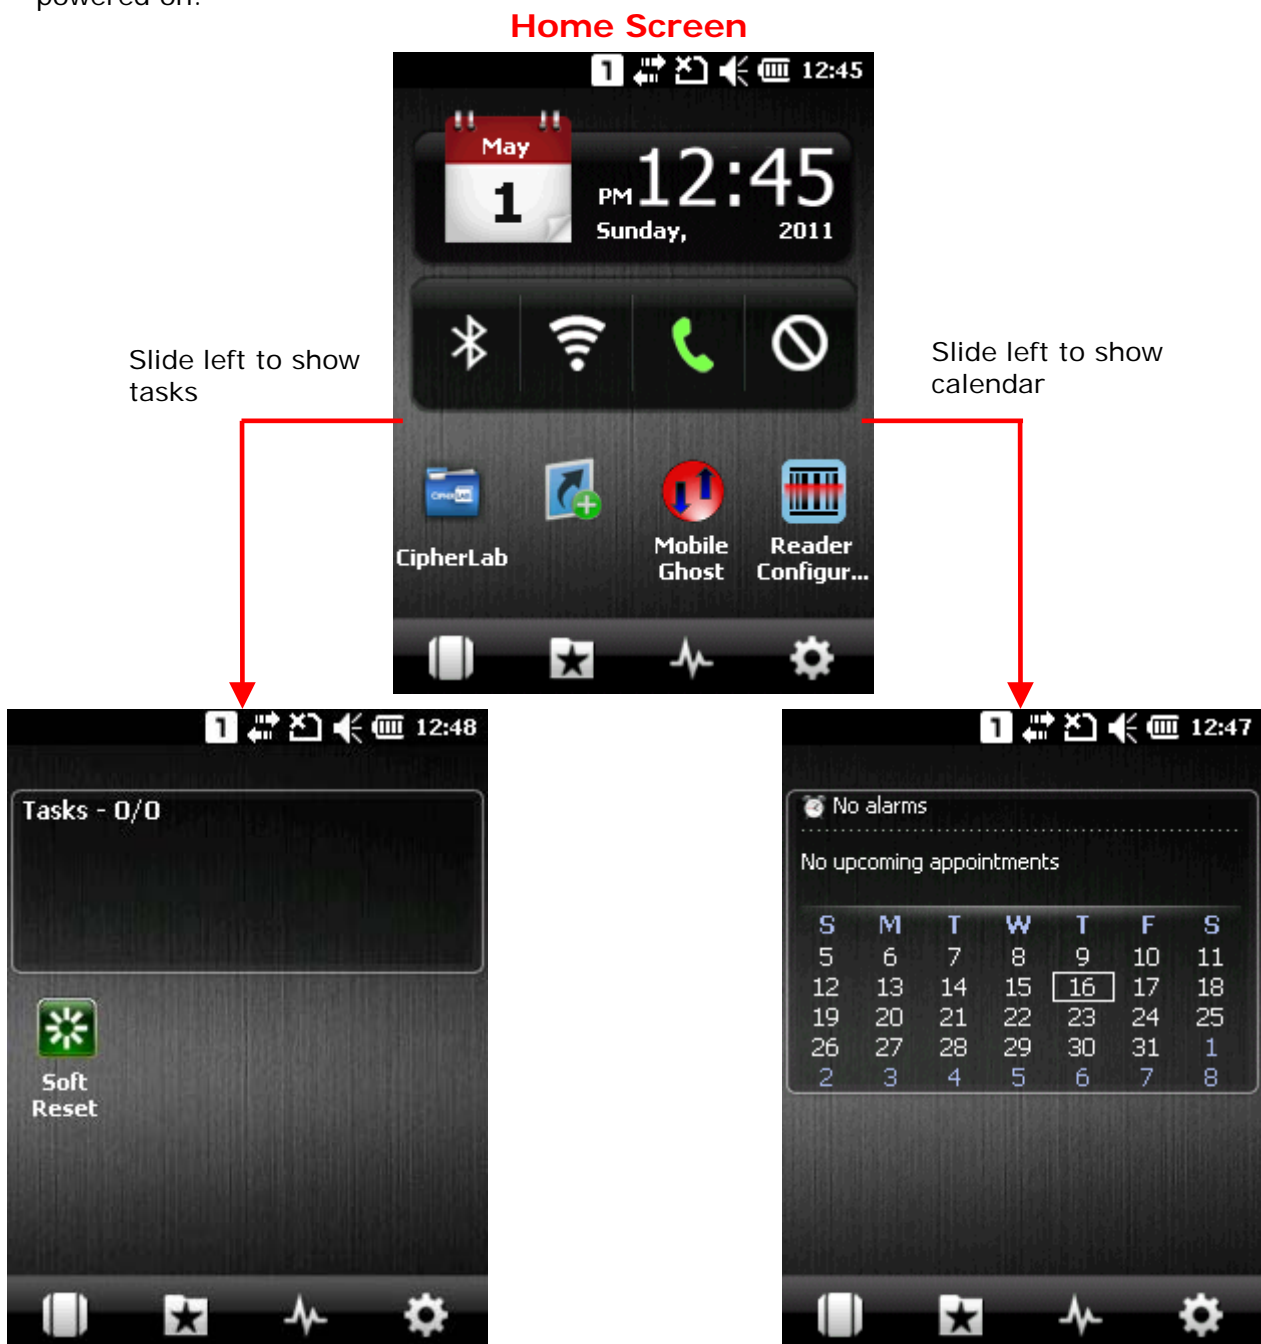 powered on.
Home Screen
1 12:45
May
1
PM 12:45
Sunday, 2011
Slide left to show
tasks
Slide left to show
calendar
CipherLab
Mobile
Ghost
Reader
Configur...
1 12:48
Tasks - 0/0
Soft
Reset
1 12:47
No alarms
No upcoming appointments
S M T W T F S
5 6 7 8 9 10 11
12 13 14 15 16 17 18
19 20 21 22 23 24 25
26 27 28 29 30 31 1
2 3 4 5 6 7 8